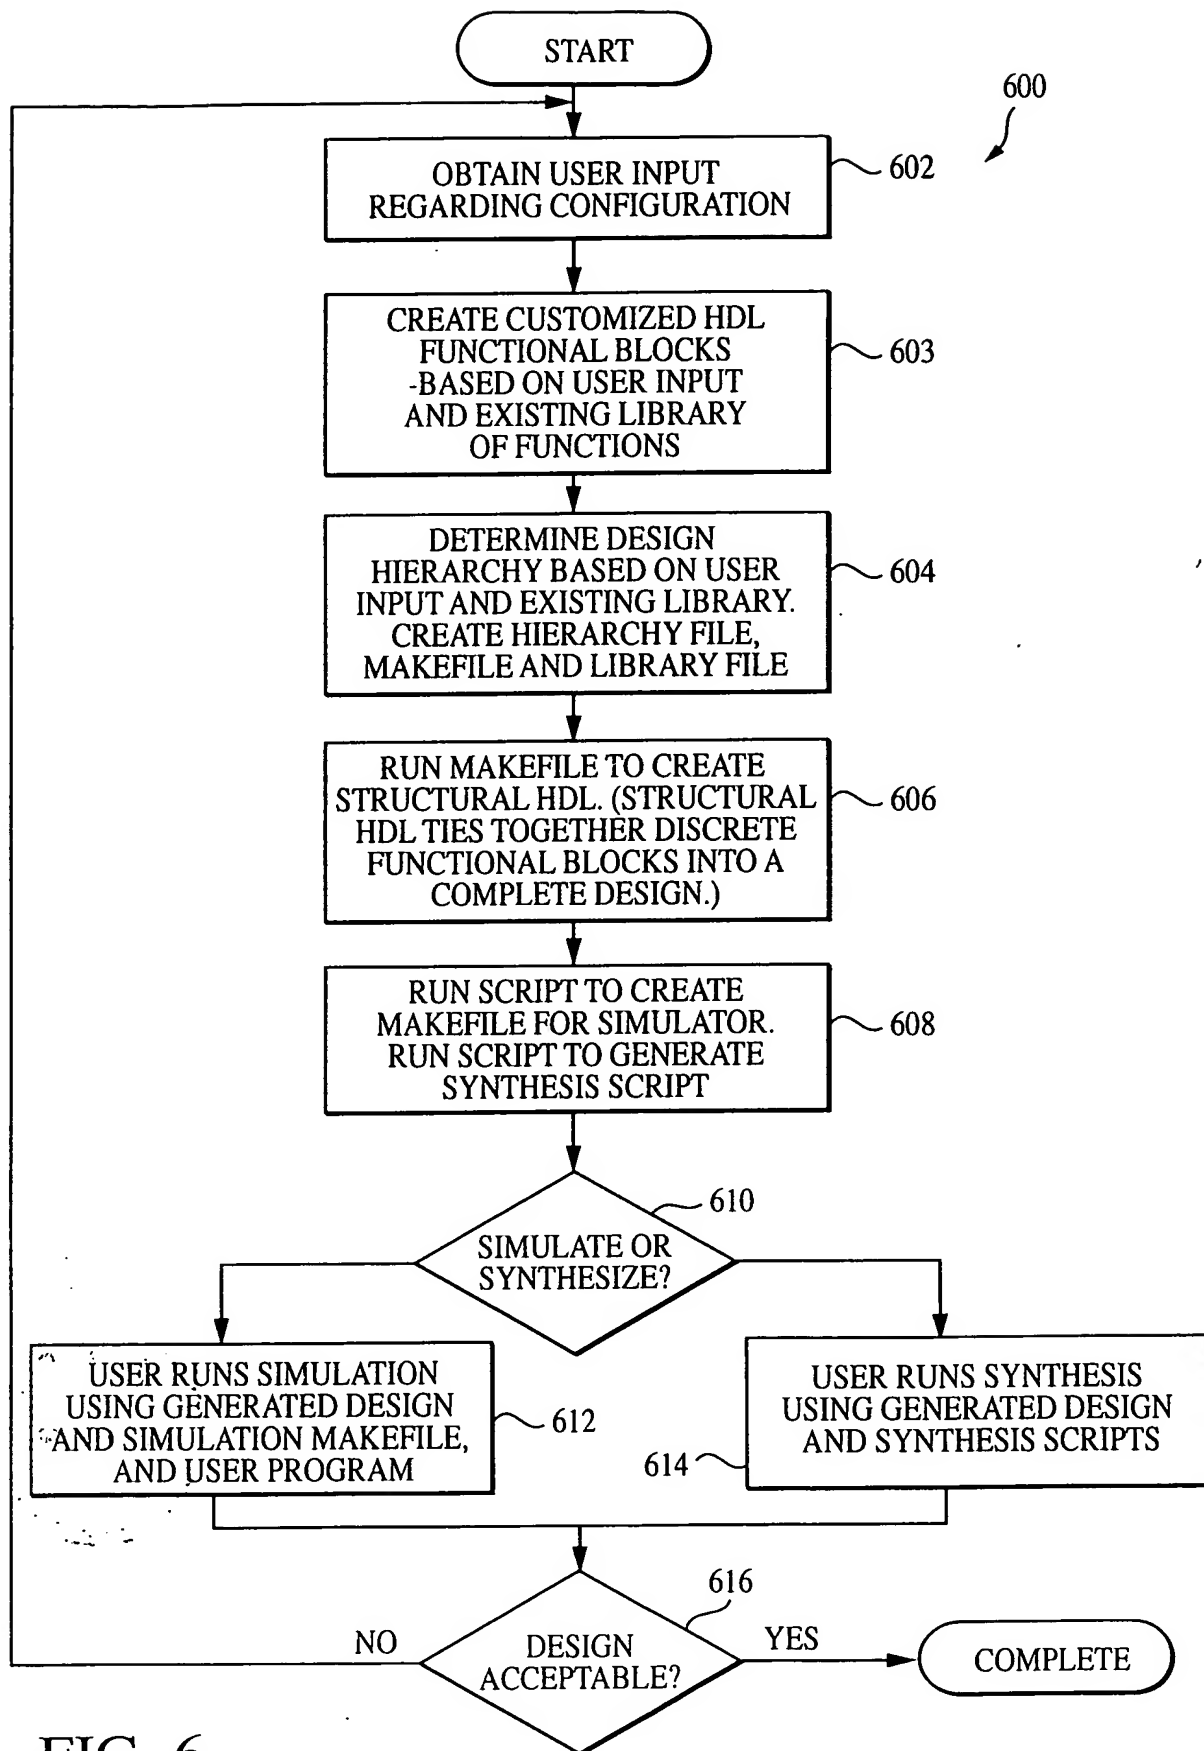 START
600
OBTAIN USER INPUT
REGARDING CONFIGURATION
602
CREATE CUSTOMIZED HDL
FUNCTIONAL BLOCKS
-BASED ON USER INPUT
AND EXISTING LIBRARY
OF FUNCTIONS
603
DETERMINE DESIGN
HIERARCHY BASED ON USER
INPUT AND EXISTING LIBRARY.
CREATE HIERARCHY FILE,
MAKEFILE AND LIBRARY FILE
604
RUN MAKEFILE TO CREATE
STRUCTURAL HDL. (STRUCTURAL
HDL TIES TOGETHER DISCRETE
FUNCTIONAL BLOCKS INTO A
COMPLETE DESIGN.)
606
RUN SCRIPT TO CREATE
MAKEFILE FOR SIMULATOR.
RUN SCRIPT TO GENERATE
SYNTHESIS SCRIPT
608
610
SIMULATE OR
SYNTHESIZE?
USER RUNS SIMULATION
USING GENERATED DESIGN
AND SIMULATION MAKEFILE,
AND USER PROGRAM
612
USER RUNS SYNTHESIS
USING GENERATED DESIGN
AND SYNTHESIS SCRIPTS
614
616
NO
DESIGN
ACCEPTABLE?
YES
COMPLETE
FIG. 6